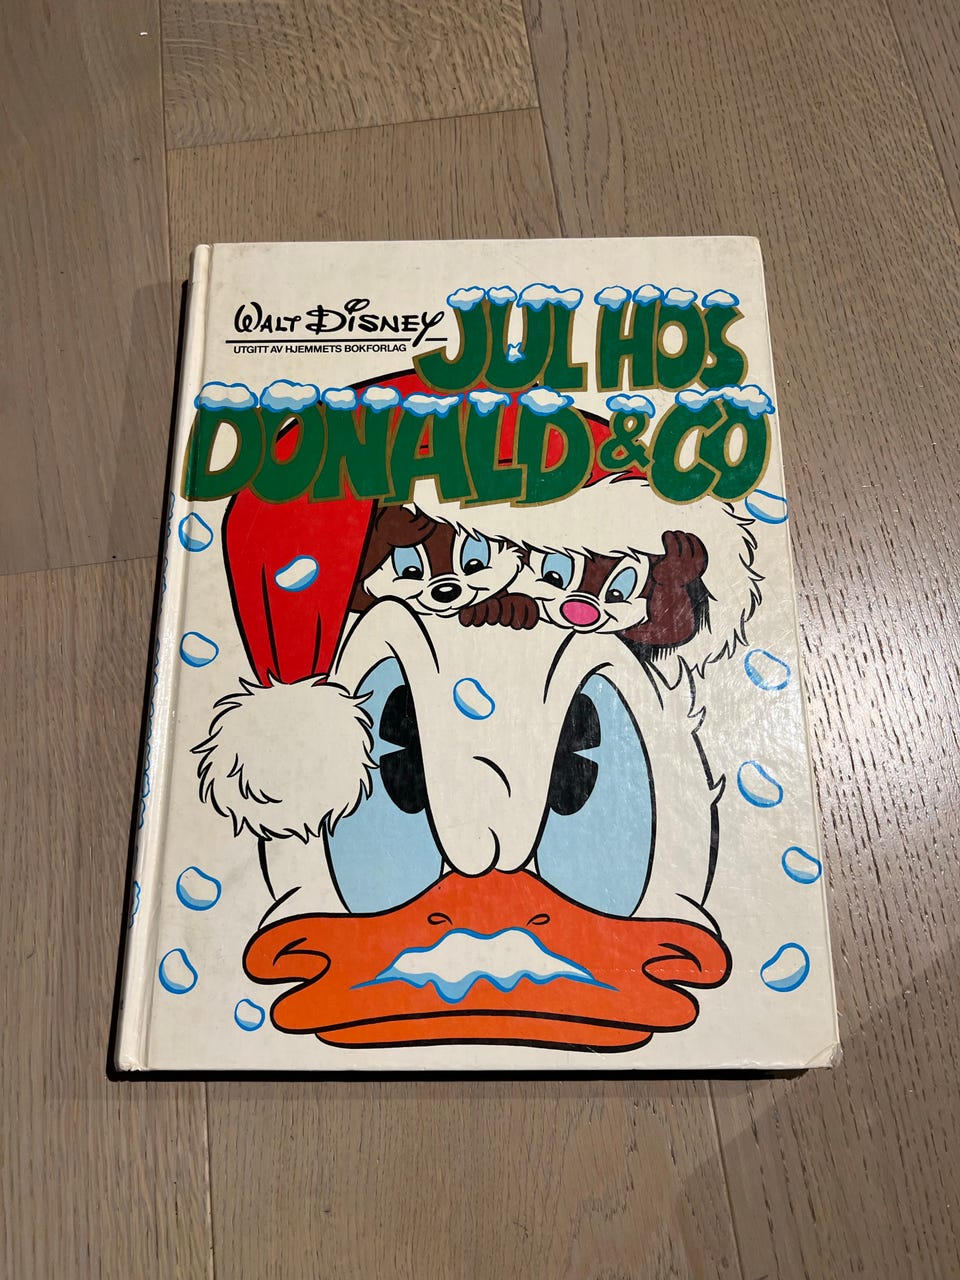 WALT DISNEY
UTGITT AV HJEMMETS BOKFORLAG
JUL HOS
DONALD & CO